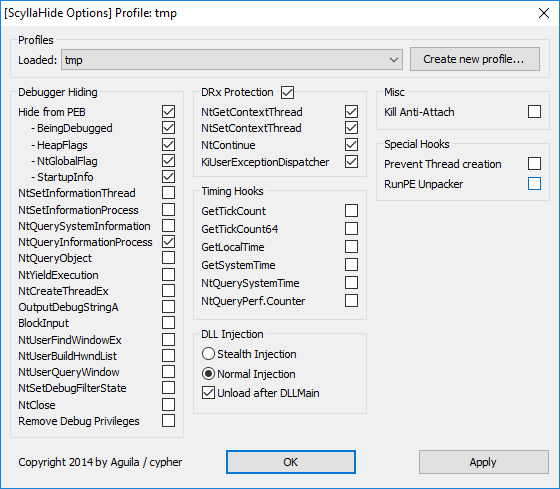 [ScyllaHide Options] Profile: tmp
Profiles
Loaded: tmp Create new profile...
Debugger Hiding
Hide from PEB
- BeingDebugged
- HeapFlags
- NtGlobalFlag
- StartupInfo
NtSetInformationThread
NtSetInformationProcess
NtQuerySystemInformation
NtQueryInformationProcess
NtQueryObject
NtYieldExecution
NtCreateThreadEx
OutputDebugStringA
BlockInput
NtUserFindWindowEx
NtUserBuildHwndList
NtUserQueryWindow
NtSetDebugFilterState
NtClose
Remove Debug Privileges
DRx Protection
NtGetContextThread
NtSetContextThread
NtContinue
KiUserExceptionDispatcher
Timing Hooks
GetTickCount
GetTickCount64
GetLocalTime
GetSystemTime
NtQuerySystemTime
NtQueryPerf.Counter
DLL Injection
Stealth Injection
Normal Injection
Unload after DLLMain
Misc
Kill Anti-Attach
Special Hooks
Prevent Thread creation
RunPE Unpacker
Copyright 2014 by Aguila / cypher
OK
Apply